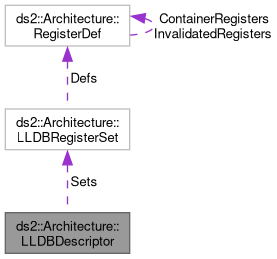 ds2::Architecture::
RegisterDef
ContainerRegisters
InvalidatedRegisters
Defs
ds2::Architecture::
LLDBRegisterSet
Sets
ds2::Architecture::
LLDBDescriptor